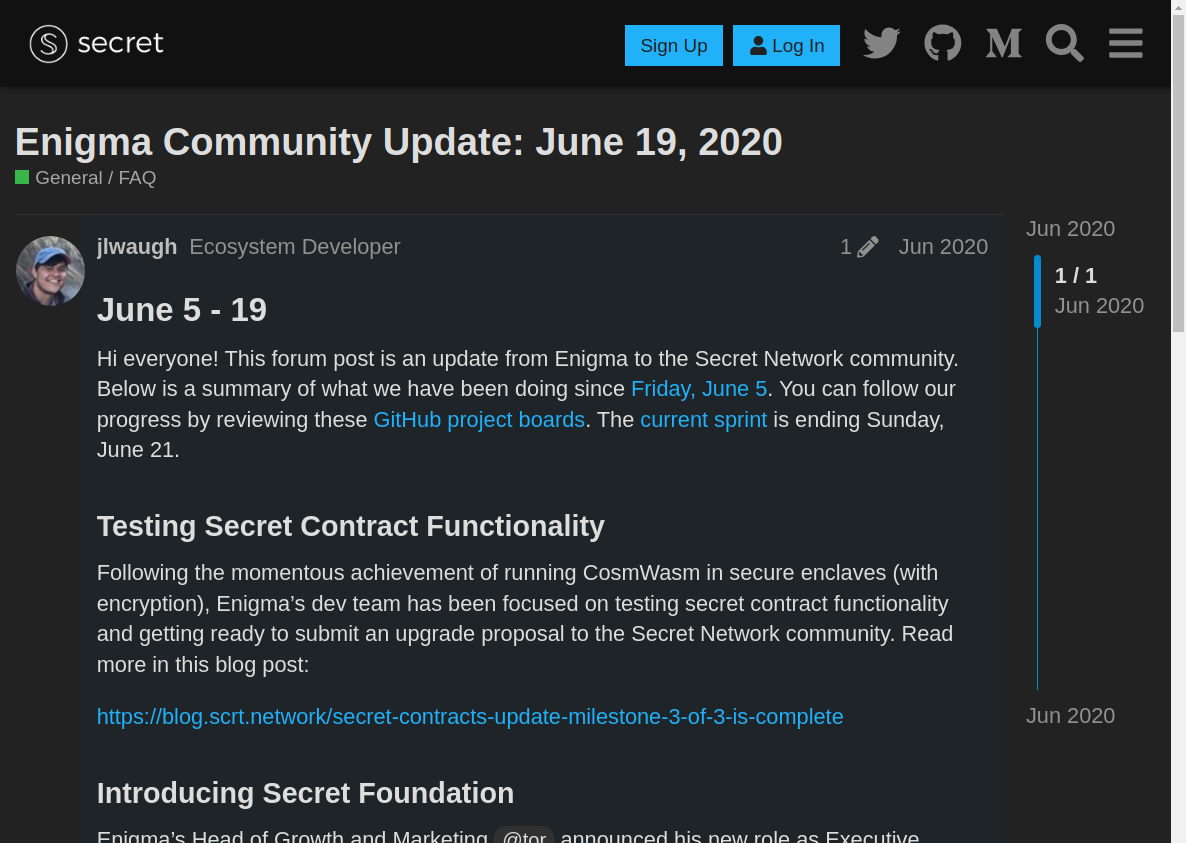 secret
Sign Up
Log In
Enigma Community Update: June 19, 2020
General / FAQ
jlwaugh Ecosystem Developer 1 Jun 2020
June 5 - 19
Hi everyone! This forum post is an update from Enigma to the Secret Network community.
Below is a summary of what we have been doing since Friday, June 5. You can follow our
progress by reviewing these GitHub project boards. The current sprint is ending Sunday,
June 21.
Testing Secret Contract Functionality
Following the momentous achievement of running CosmWasm in secure enclaves (with
encryption), Enigma’s dev team has been focused on testing secret contract functionality
and getting ready to submit an upgrade proposal to the Secret Network community. Read
more in this blog post:
https://blog.scrt.network/secret-contracts-update-milestone-3-of-3-is-complete
Introducing Secret Foundation
Enigma’s Head of Growth and Marketing @tor announced his new role as Executive
Jun 2020
1 / 1
Jun 2020
Jun 2020